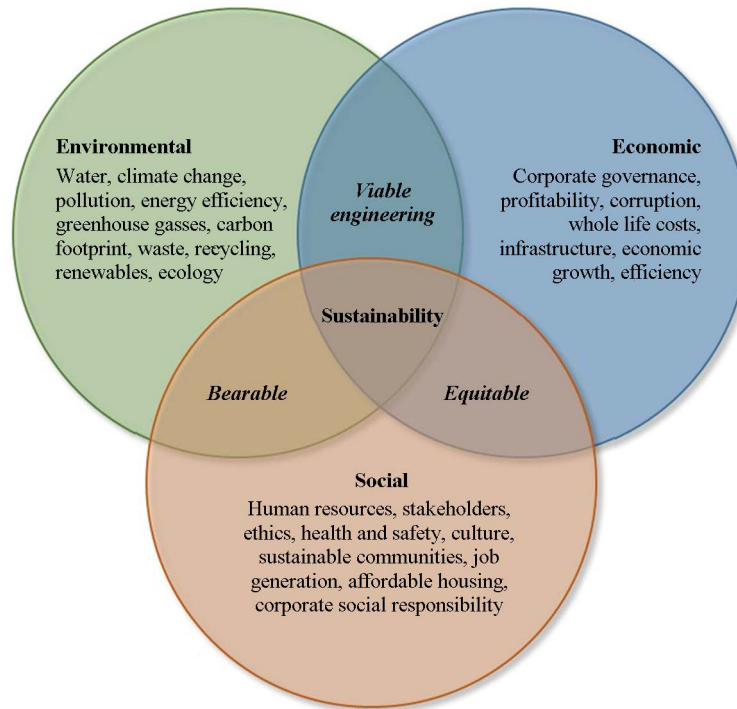 Environmental
Water, climate change,
pollution, energy efficiency,
greenhouse gasses, carbon
footprint, waste, recycling,
renewables, ecology
Economic
Corporate governance,
profitability, corruption,
whole life costs,
infrastructure, economic
growth, efficiency
Viable
engineering
Sustainability
Bearable
Equitable
Social
Human resources, stakeholders,
ethics, health and safety, culture,
sustainable communities, job
generation, affordable housing,
corporate social responsibility